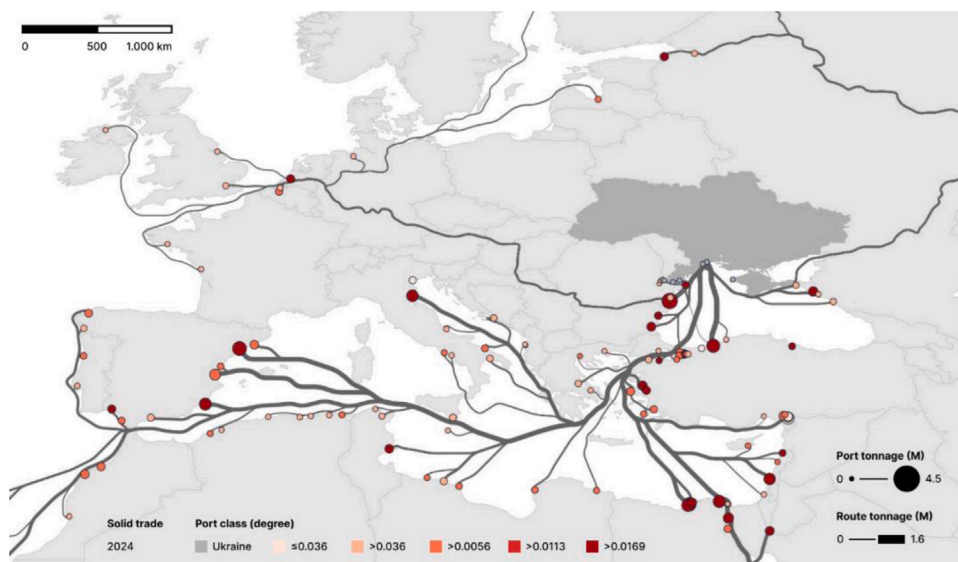 0 500 1.000 km
Port tonnage (M)
0 4.5
Route tonnage (M)
0 1.6
Solid trade
2024
Port class (degree)
Ukraine ≤0.036 >0.036 >0.0056 >0.0113 >0.0169